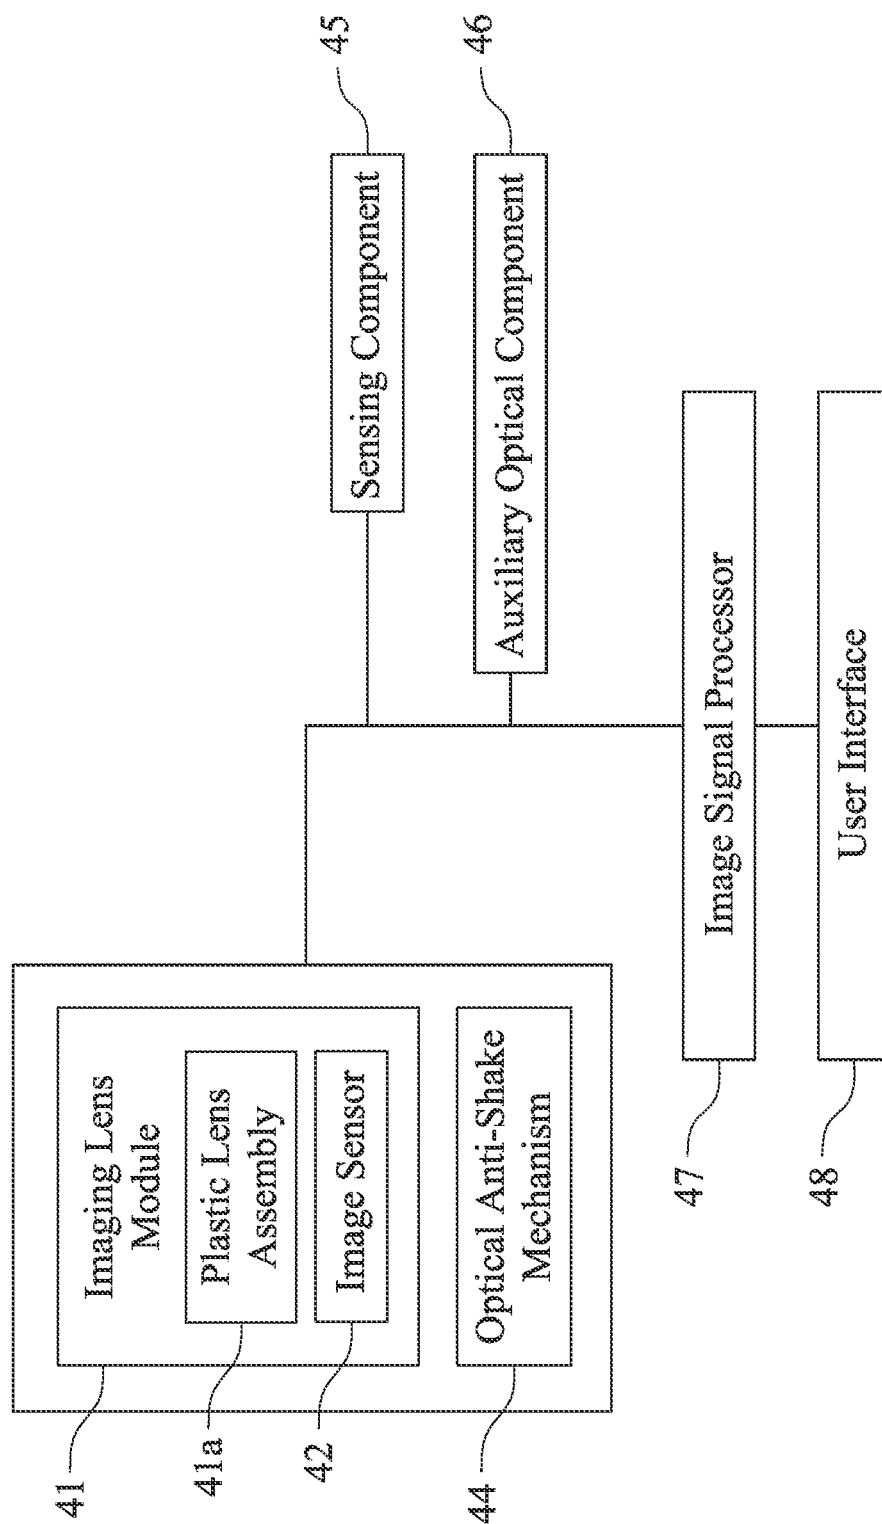 41
Imaging Lens
Module
41a
Plastic Lens
Assembly
42
Image Sensor
44
Optical Anti-Shake
Mechanism
Sensing Component
45
Auxiliary Optical Component
46
47
Image Signal Processor
48
User Interface